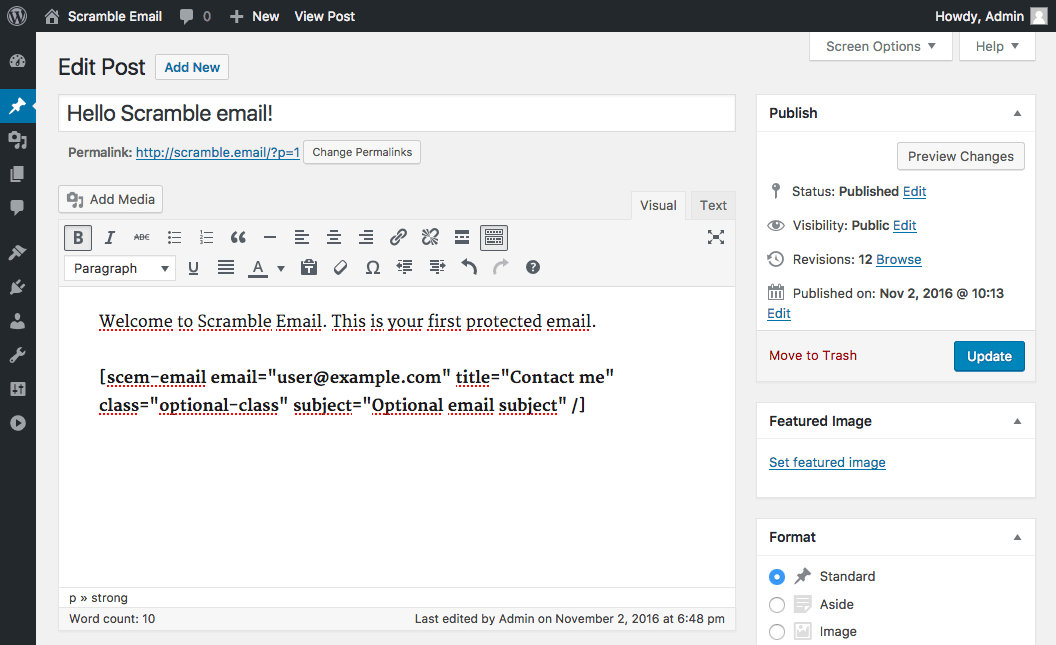 Scramble Email 0 New View Post Howdy, Admin
Screen Options Help
Edit Post Add New
Hello Scramble email!
Permalink: http://scramble.email/?p=1 Change Permalinks
Add Media
Visual Text
B I ABC
Paragraph U A Ω ?
Welcome to Scramble Email. This is your first protected email.
[scem-email email="user@example.com" title="Contact me"
class="optional-class" subject="Optional email subject" /]
p » strong
Word count: 10 Last edited by Admin on November 2, 2016 at 6:48 pm
Publish
Preview Changes
Status: Published Edit
Visibility: Public Edit
Revisions: 12 Browse
Published on: Nov 2, 2016 @ 10:13
Edit
Move to Trash Update
Featured Image
Set featured image
Format
Standard
Aside
Image